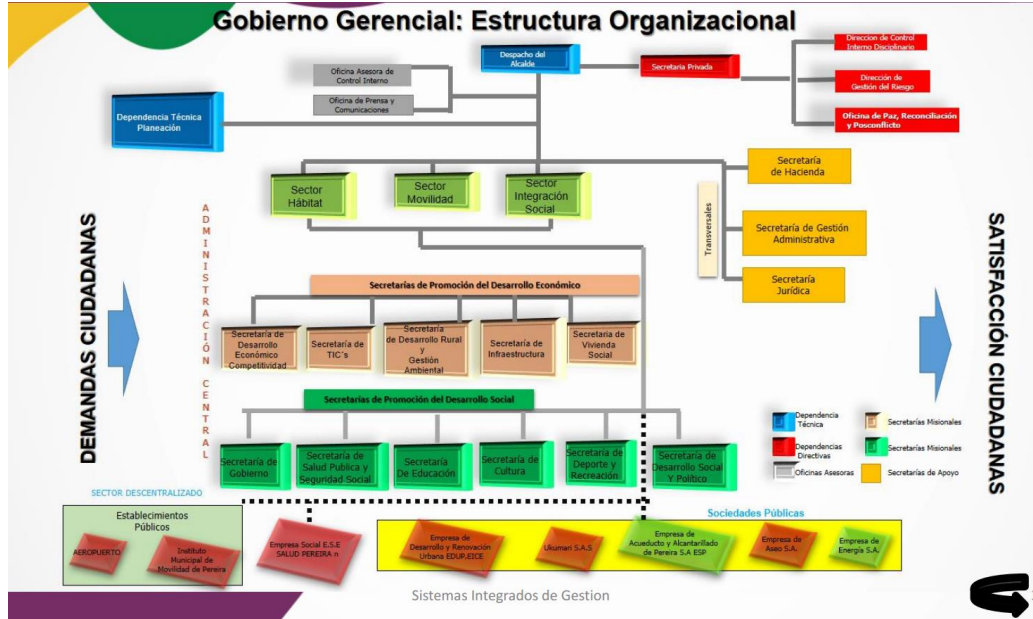 Gobierno Gerencial: Estructura Organizacional
Despacho del
Alcalde
Secretaria Privada
Direccion de Control
Interno Disciplinario
Dirección de
Gestión del Riesgo
Oficina de Paz, Reconciliación
y Posconflicto
Oficina Asesora de
Control Interno
Oficina de Prensa y
Comunicaciones
Dependencia Técnica
Planeación
Sector
Hábitat
Sector
Movilidad
Sector
Integración
Social
Transversales
Secretaría
de Hacienda
Secretaría de Gestión
Administrativa
Secretaría
Jurídica
DEMANDAS CIUDADANAS
ADMINISTRACIÓN CENTRAL
SATISFACCIÓN CIUDADANAS
Secretarías de Promoción del Desarrollo Económico
Secretaría de
Desarrollo
Económico
Competitividad
Secretaría de
TIC´s
Secretaría
de Desarrollo Rural
y
Gestión
Ambiental
Secretaría de
Infraestructura
Secretaria de
Vivienda
Social
Secretarías de Promoción del Desarrollo Social
Secretaría de
Gobierno
Secretaría de
Salud Publica y
Seguridad Social
Secretaría
De Educación
Secretaría de
Cultura
Secretaría de
Deporte y
Recreación
Secretaría de
Desarrollo Social
Y Político
Dependencia
Técnica
Dependencias
Directivas
Oficinas Asesoras
Secretarías Misionales
Secretarías Misionales
Secretarías de Apoyo
SECTOR DESCENTRALIZADO
Establecimientos
Públicos
AEROPUERTO
Instituto
Municipal de
Movilidad de Pereira
Empresa Social E.S.E
SALUD PEREIRA n
Sociedades Públicas
Empresa de
Desarrollo y Renovación
Urbana EDUP.EICE
Ukumari S.A.S
Empresa de
Acueducto y Alcantarillado
de Pereira S.A ESP
Empresa de
Aseo S.A.
Empresa de
Energía S.A.
Sistemas Integrados de Gestion